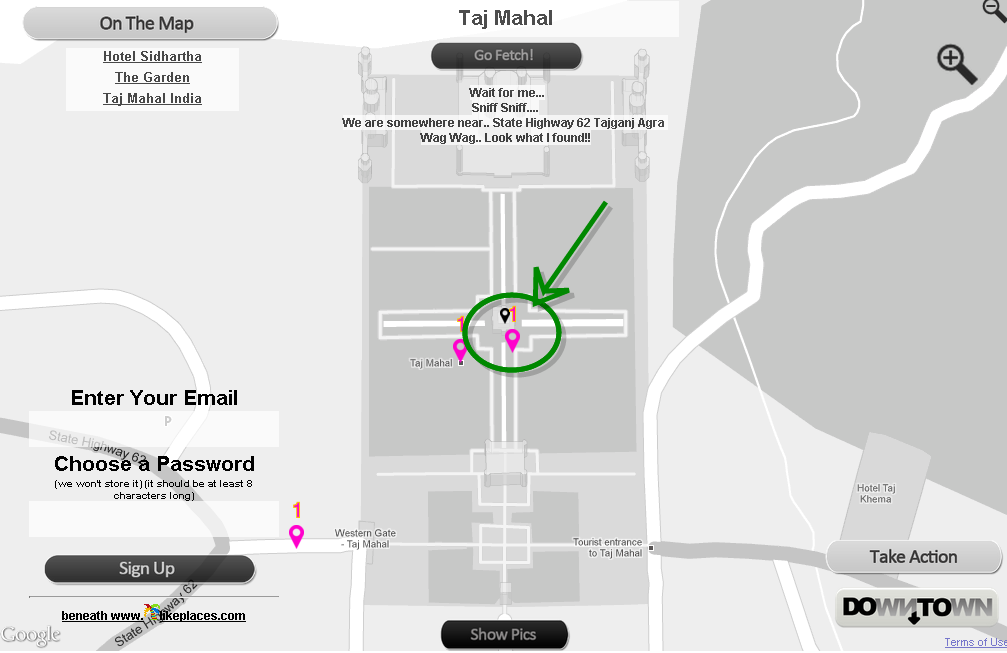 On The Map
Hotel Sidhartha
The Garden
Taj Mahal India
Taj Mahal
Go Fetch!
Wait for me...
Sniff Sniff....
We are somewhere near.. State Highway 62 Tajganj Agra
Wag Wag.. Look what I found!!
1
1
Taj Mahal
Enter Your Email
P
State Highway 62
Choose a Password
(we won't store it)(it should be at least 8
characters long)
1
Western Gate
- Taj Mahal
Tourist entrance
to Taj Mahal
Hotel Taj
Khema
Sign Up
Take Action
State Highway 62
beneath www.welikeplaces.com
DOWNTOWN
Google
Show Pics
Terms of Use